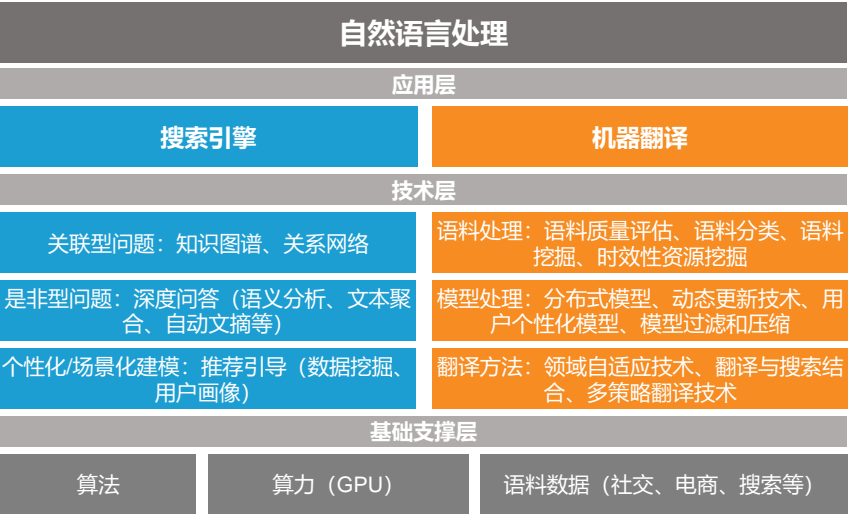 自然语言处理
应用层
搜索引擎
机器翻译
技术层
关联型问题：知识图谱、关系网络
语料处理：语料质量评估、语料分类、语料
挖掘、时效性资源挖掘
是非型问题：深度问答（语义分析、文本聚
合、自动文摘等）
模型处理：分布式模型、动态更新技术、用
户个性化模型、模型过滤和压缩
个性化/场景化建模：推荐引导（数据挖掘、
用户画像）
翻译方法：领域自适应技术、翻译与搜索结
合、多策略翻译技术
基础支撑层
算法
算力（GPU）
语料数据（社交、电商、搜索等）